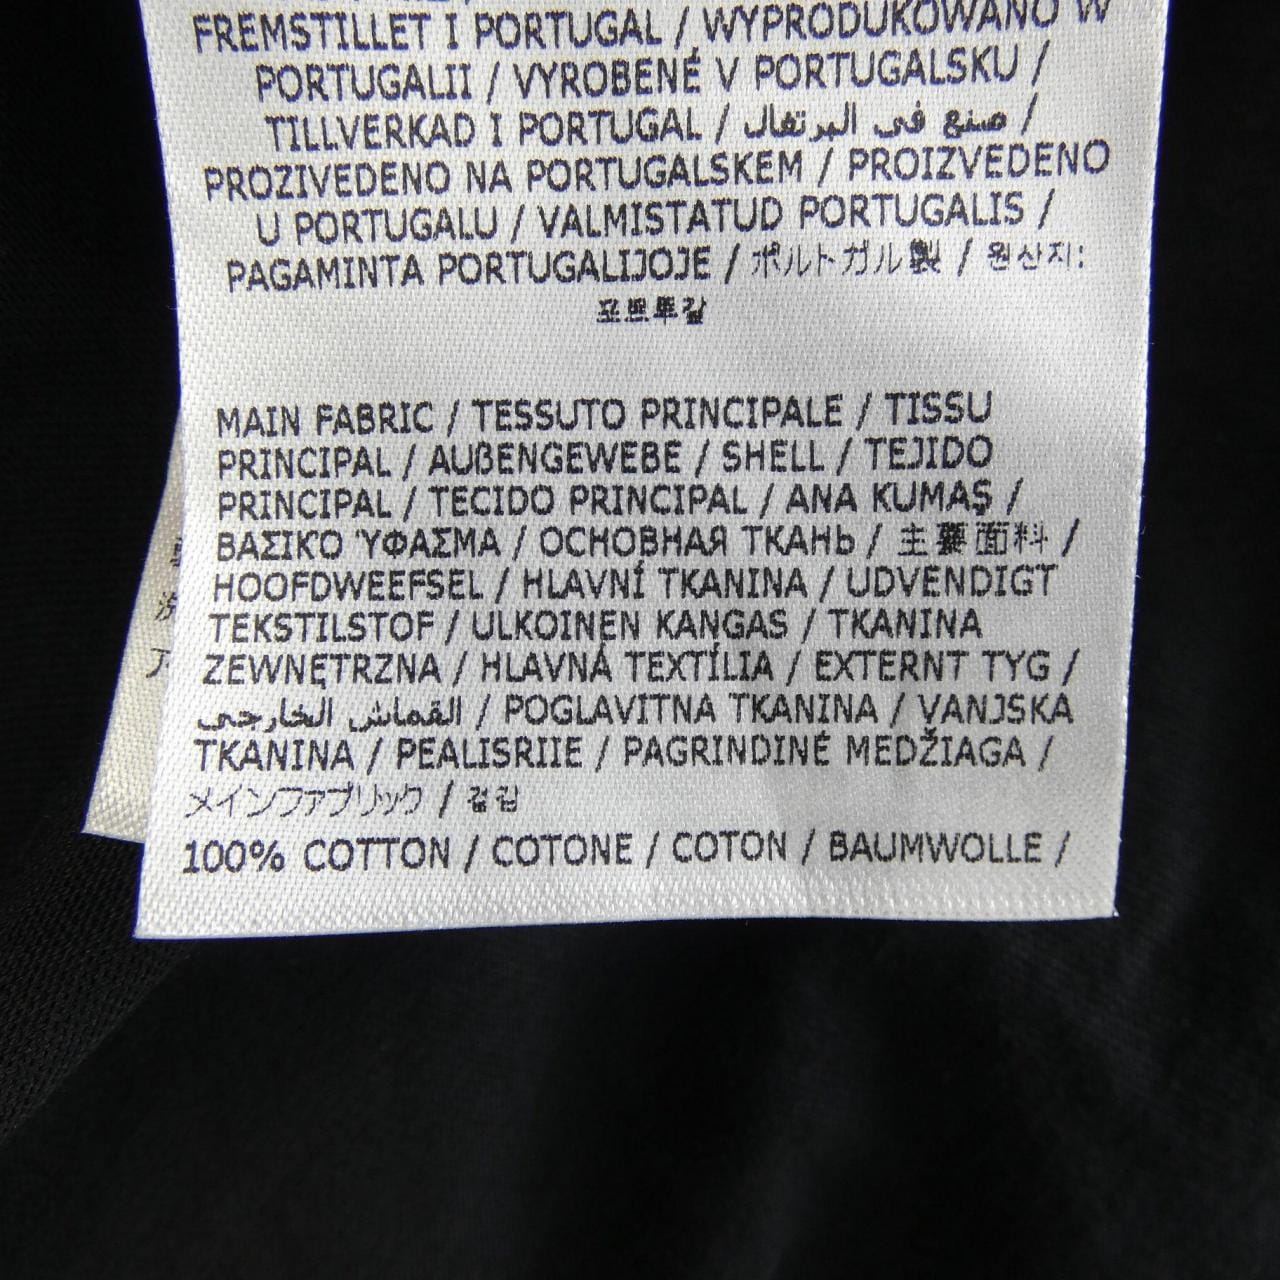 FREMSTILLET I PORTUGAL / WYPRODUKOWANO W
PORTUGALII / VYROBENÉ V PORTUGALSKU /
TILLVERKAD I PORTUGAL / صنع في البرتغال /
PROZIVEDENO NA PORTUGALSKEM / PROIZVEDENO
U PORTUGALU / VALMISTATUD PORTUGALIS /
PAGAMINTA PORTUGALIJOJE / ポルトガル製 / 원산지:
포르투갈
MAIN FABRIC / TESSUTO PRINCIPALE / TISSU
PRINCIPAL / AUßENGEWEBE / SHELL / TEJIDO
PRINCIPAL / TECIDO PRINCIPAL / ANA KUMAŞ /
ΒΑΣΙΚΌ ΎΦΑΣΜΑ / ОСНОВНАЯ ТКАНЬ / 主要面料 /
HOOFDWEEFSEL / HLAVNÍ TKANINA / UDVENDIGT
TEKSTILSTOF / ULKOINEN KANGAS / TKANINA
ZEWNĘTRZNA / HLAVNÁ TEXTÍLIA / EXTERNT TYG /
القماش الخارجي / POGLAVITNA TKANINA / VANJSKA
TKANINA / PEALISRIIE / PAGRINDINĖ MEDŽIAGA /
メインファブリック / 겉감
100% COTTON / COTONE / COTON / BAUMWOLLE /